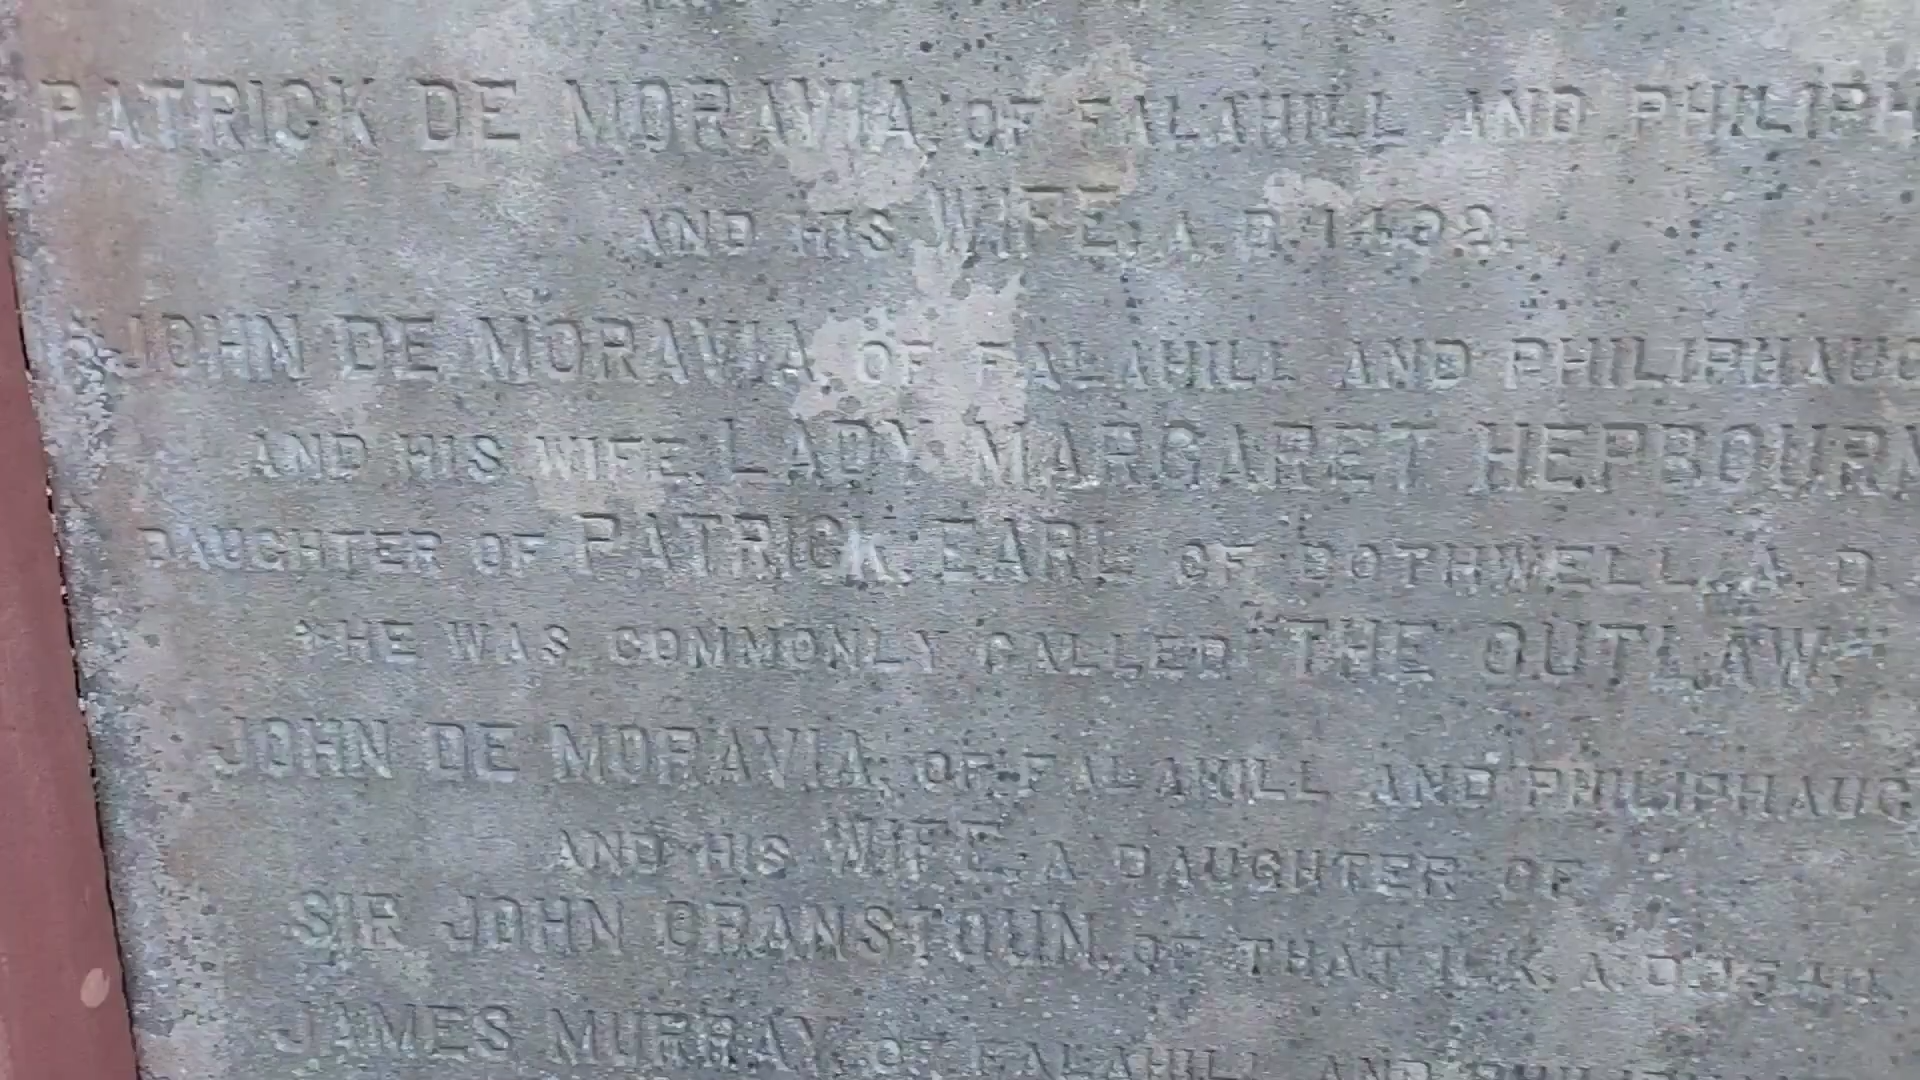 PATRICK DE MORAVIA, OF FALAHILL AND PHILIPH
AND HIS WIFE, A. D. 1492.
*JOHN DE MORAVIA, OF FALAHILL AND PHILIPHAUG
AND HIS WIFE, LADY MARGARET HEPBOURN
DAUGHTER OF PATRICK, EARL OF BOTHWELL, A. D.
*HE WAS COMMONLY CALLED "THE OUTLAW"
JOHN DE MORAVIA, OF FALAHILL AND PHILIPHAUG
AND HIS WIFE, A DAUGHTER OF
SIR JOHN CRANSTOUN, OF THAT ILK, A. D.
JAMES MURRAY, OF FALAHILL AND